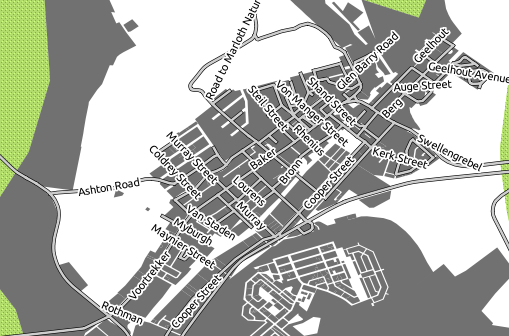 Geelhout
Glen Barry Road
Road to Marloth Natur
Geelhout Avenue
Auge Street
Shand Street
Von Manger Street
Steil Street
Berg
Rhenius
Swellengrebel
Kerk Street
Baker
Bronn
Murray Street
Coldrey Street
Cooper Street
Ashton Road
Lourens
Murray
Van Staden
Myburgh
Maynier Street
Voortrekker
Cooper Street
Rothman